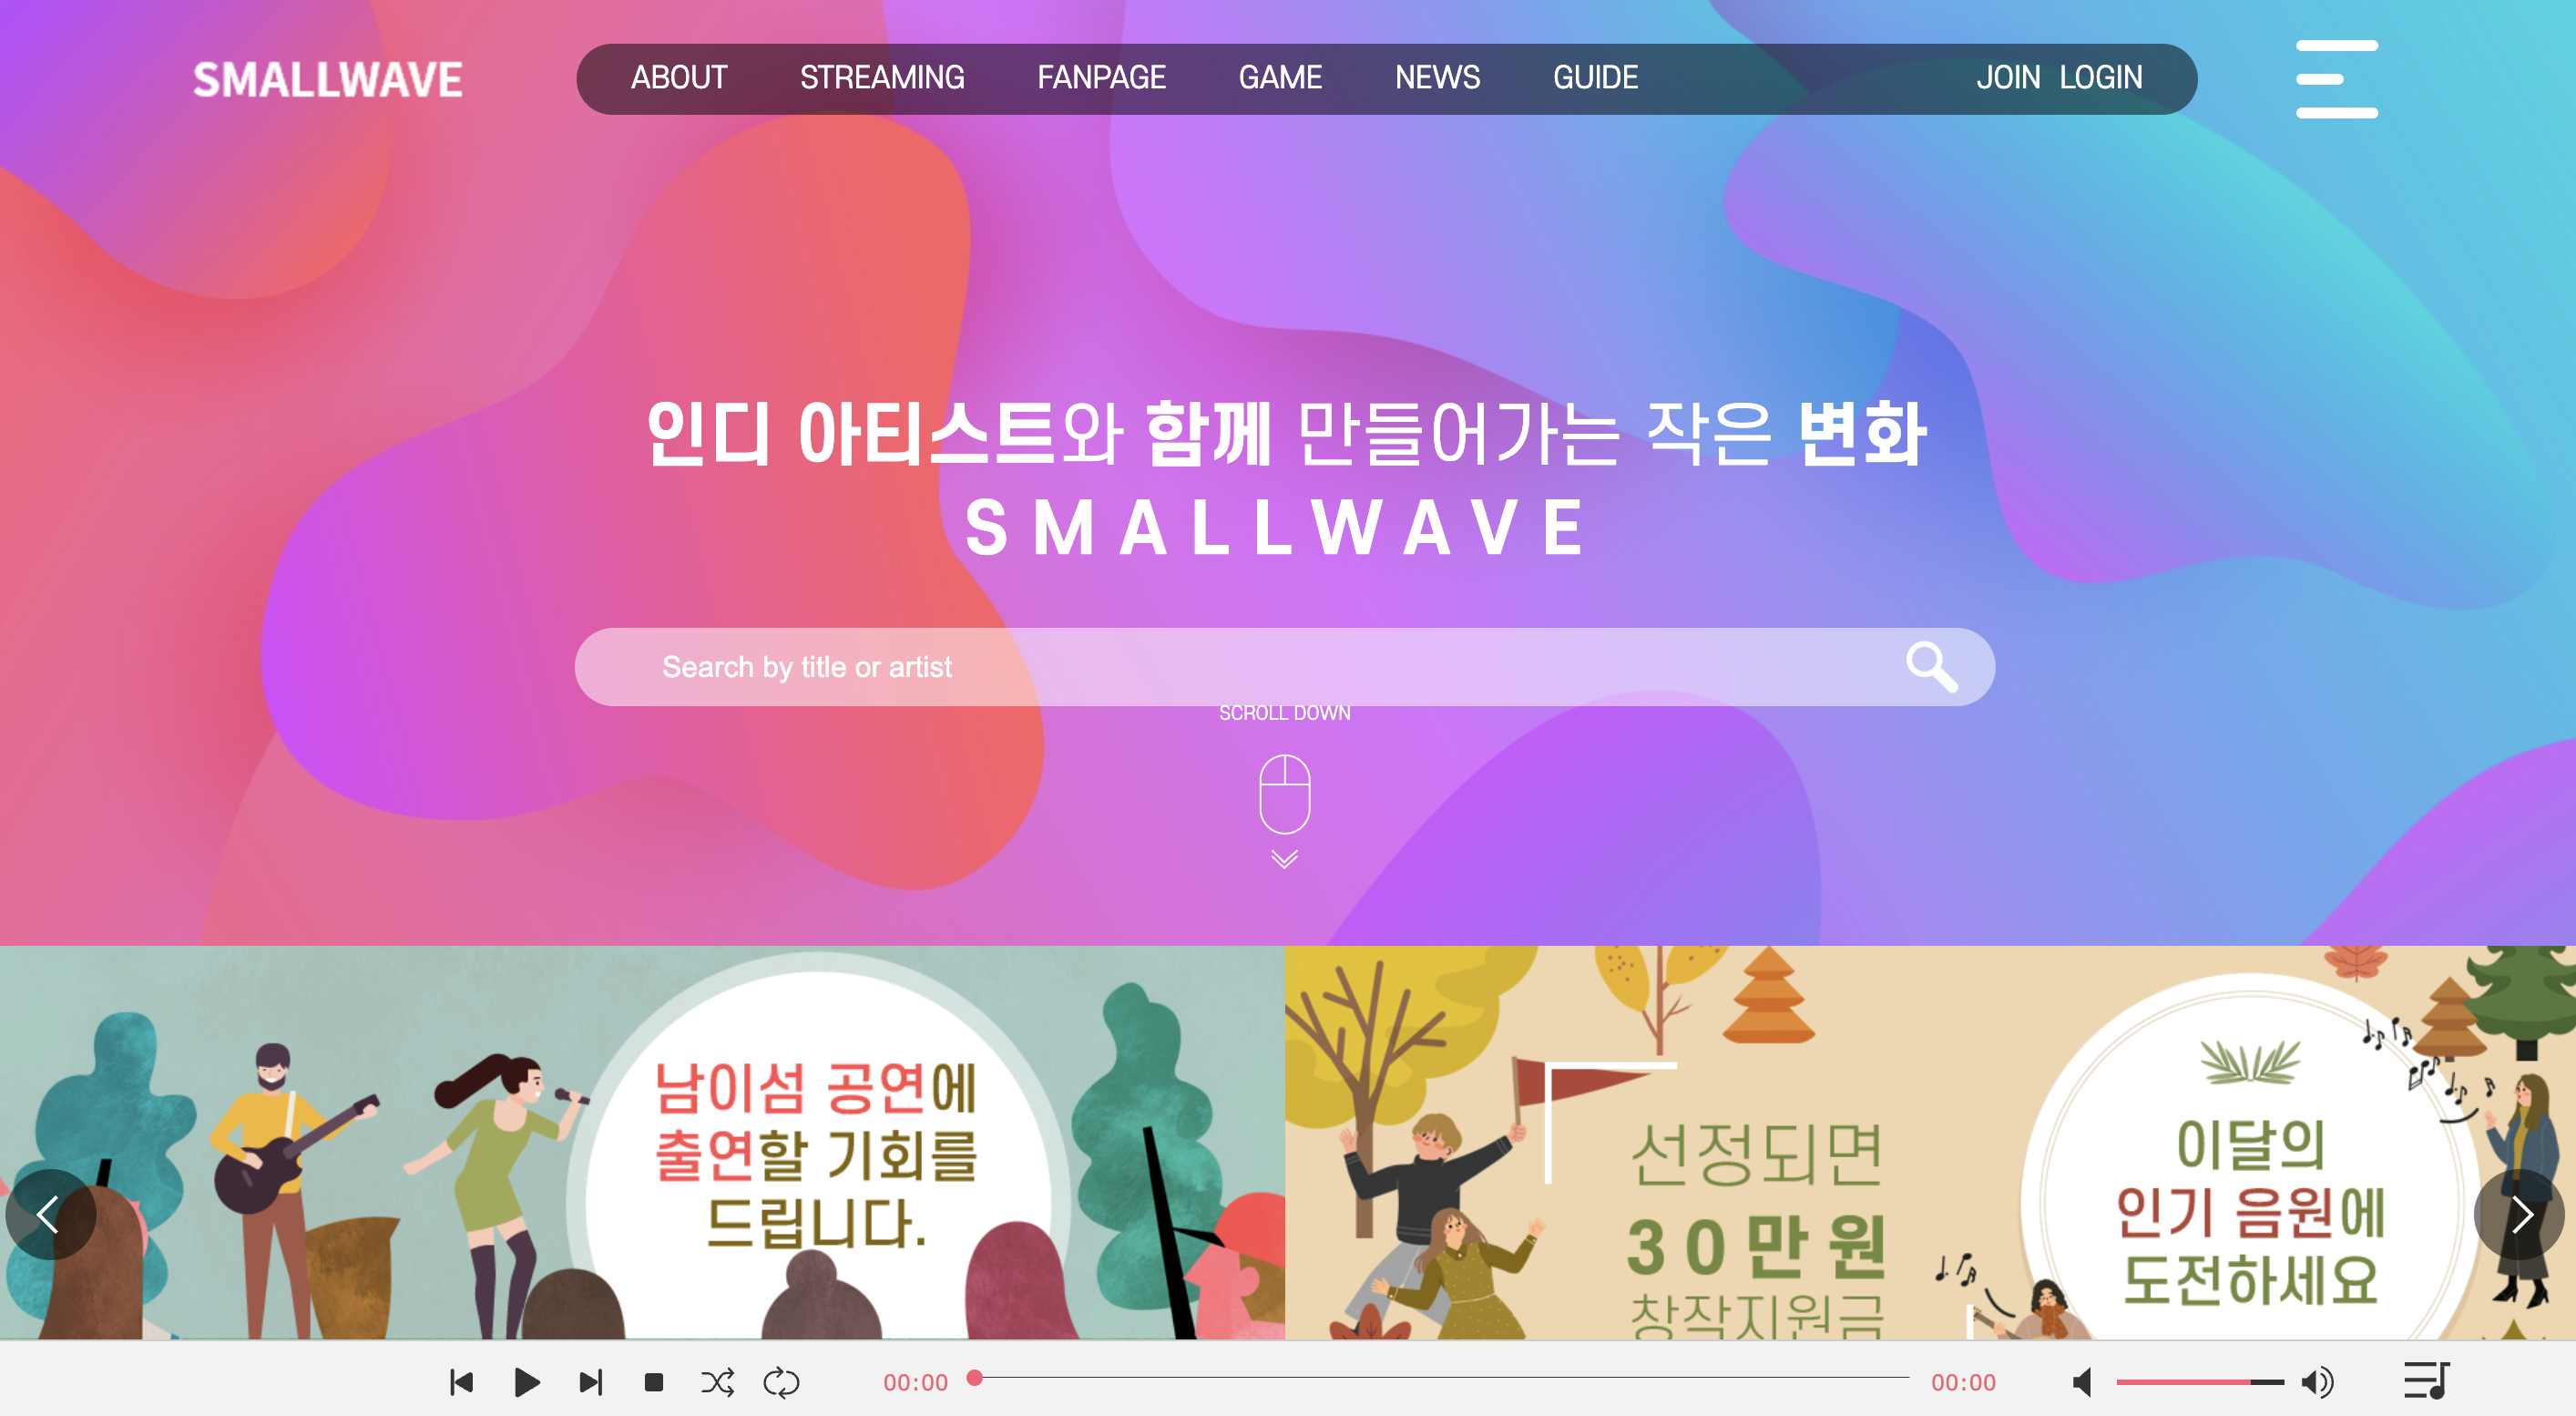 SMALLWAVE
ABOUT STREAMING FANPAGE GAME NEWS GUIDE JOIN LOGIN
인디 아티스트와 함께 만들어가는 작은 변화
SMALLWAVE
Search by title or artist
SCROLL DOWN
남이섬 공연에
출연할 기회를
드립니다.
선정되면
30만원
창작지원금
이달의
인기 음원에
도전하세요
00:00 00:00